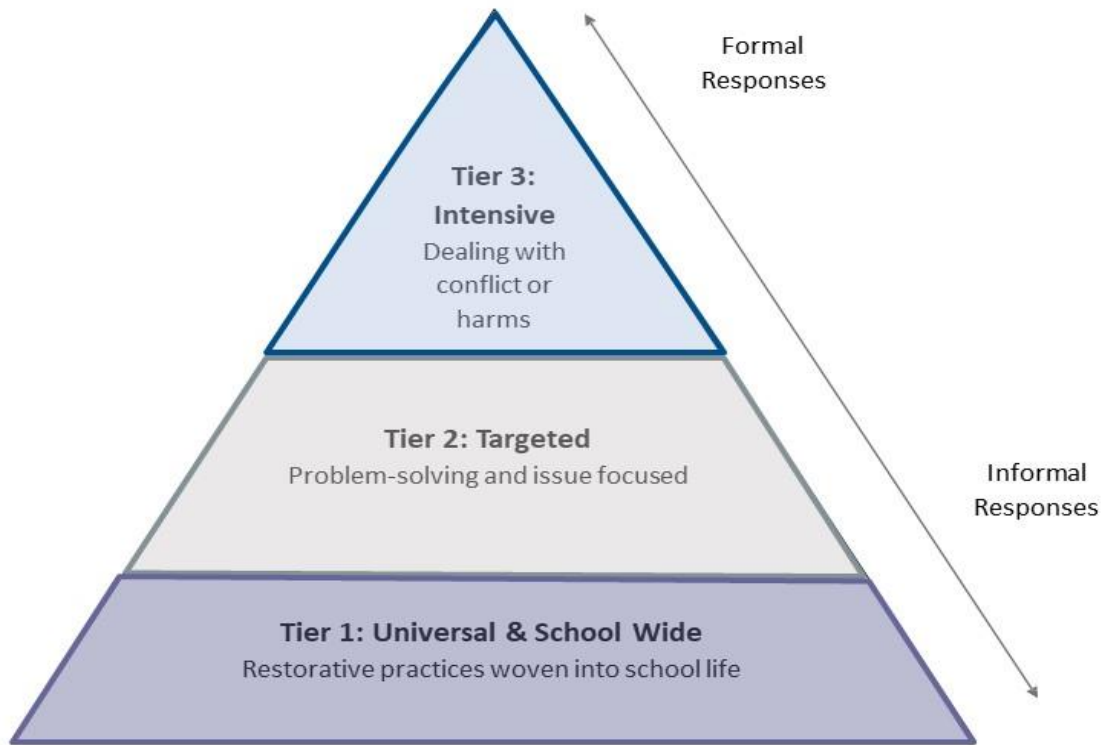 Formal
Responses
Tier 3:
Intensive
Dealing with
conflict or
harms
Tier 2: Targeted
Problem-solving and issue focused
Informal
Responses
Tier 1: Universal & School Wide
Restorative practices woven into school life